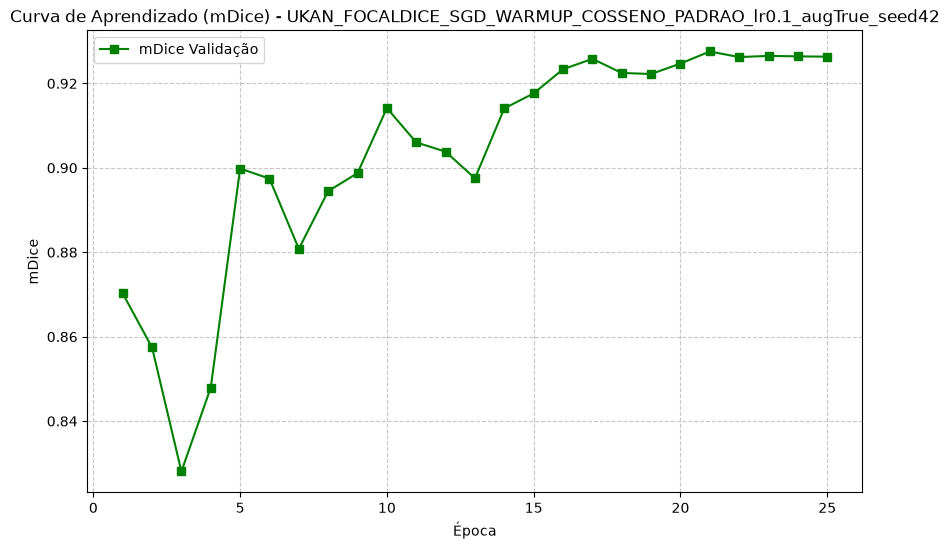 Curva de Aprendizado (mDice) - UKAN_FOCALDICE_SGD_WARMUP_COSSENO_PADRAO_lr0.1_augTrue_seed42
mDice Validação
0.92
0.90
0.88
0.86
0.84
mDice
0 5 10 15 20 25
Época